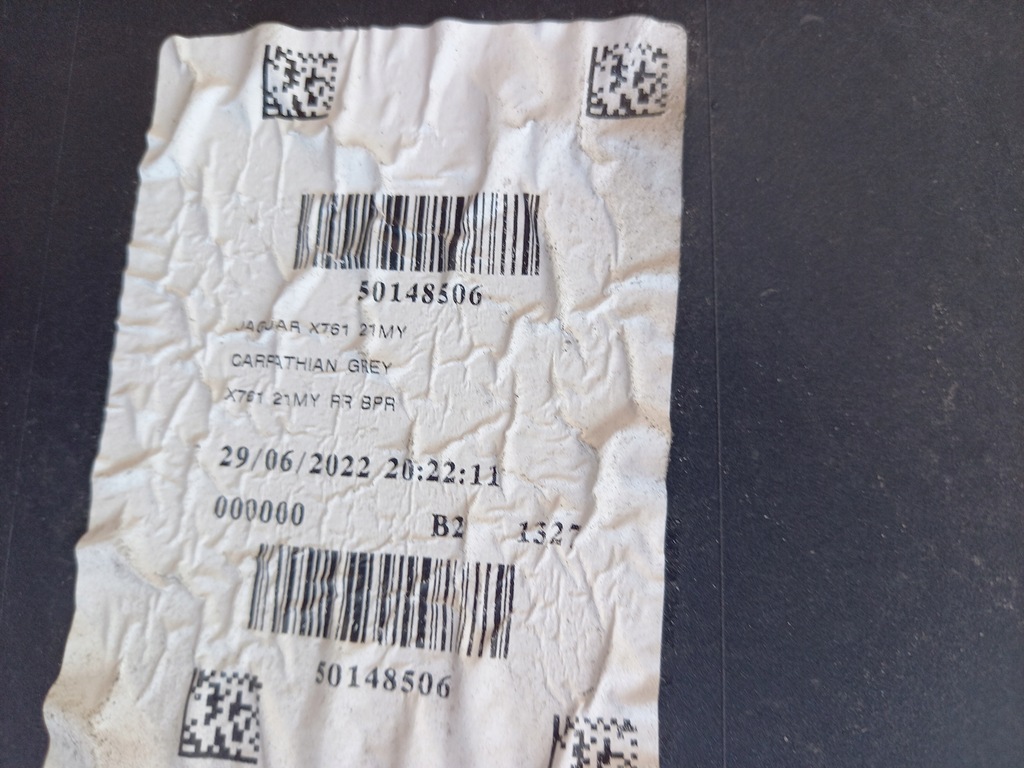 50148506
JAGUAR X761 21MY
CARPATHIAN GREY
X761 21MY RR BPR
29/06/2022 20:22:11
000000 B2 1327
50148506